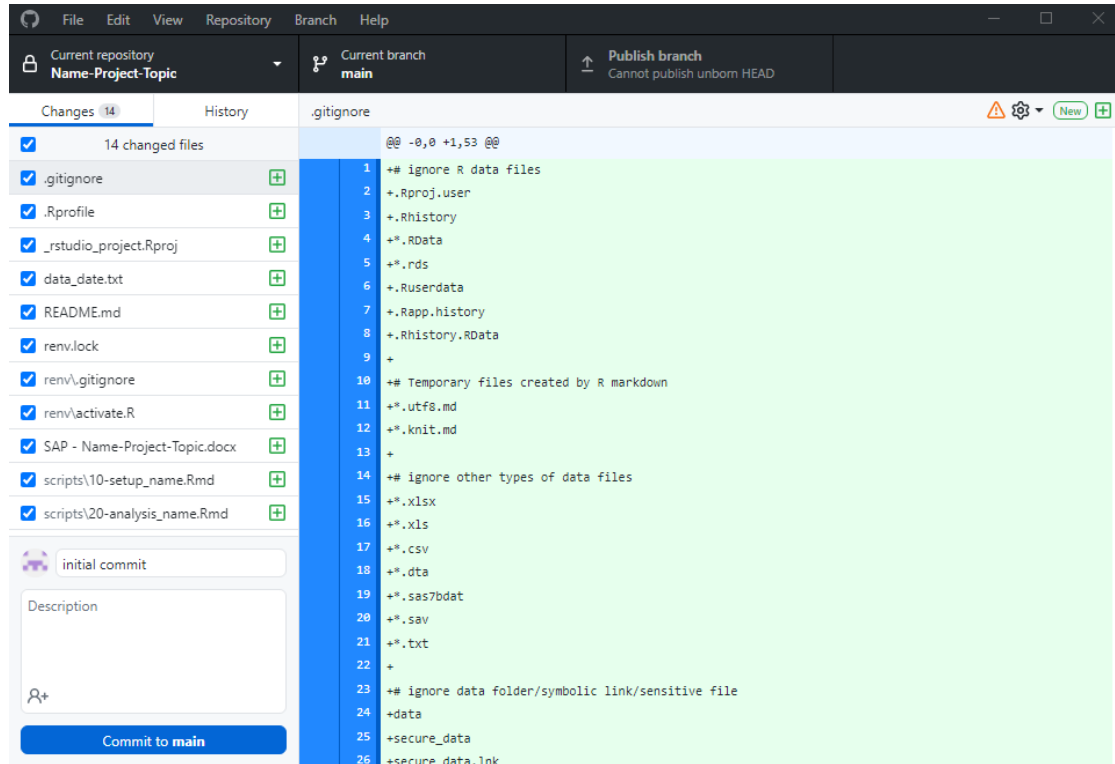 File Edit View Repository Branch Help
Current repository
Name-Project-Topic
Current branch
main
Publish branch
Cannot publish unborn HEAD
Changes 14 History
.gitignore
New
14 changed files
.gitignore
.Rprofile
_rstudio_project.Rproj
data_date.txt
README.md
renv.lock
renv\.gitignore
renv\activate.R
SAP - Name-Project-Topic.docx
scripts\10-setup_name.Rmd
scripts\20-analysis_name.Rmd
initial commit
Description
Commit to main
@@ -0,0 +1,53 @@
1 +# ignore R data files
2 +.Rproj.user
3 +.Rhistory
4 +*.RData
5 +*.rds
6 +.Ruserdata
7 +.Rapp.history
8 +.Rhistory.RData
9 +
10 +# Temporary files created by R markdown
11 +*.utf8.md
12 +*.knit.md
13 +
14 +# ignore other types of data files
15 +*.xlsx
16 +*.xls
17 +*.csv
18 +*.dta
19 +*.sas7bdat
20 +*.sav
21 +*.txt
22 +
23 +# ignore data folder/symbolic link/sensitive file
24 +data
25 +secure_data
26 +secure_data.lnk